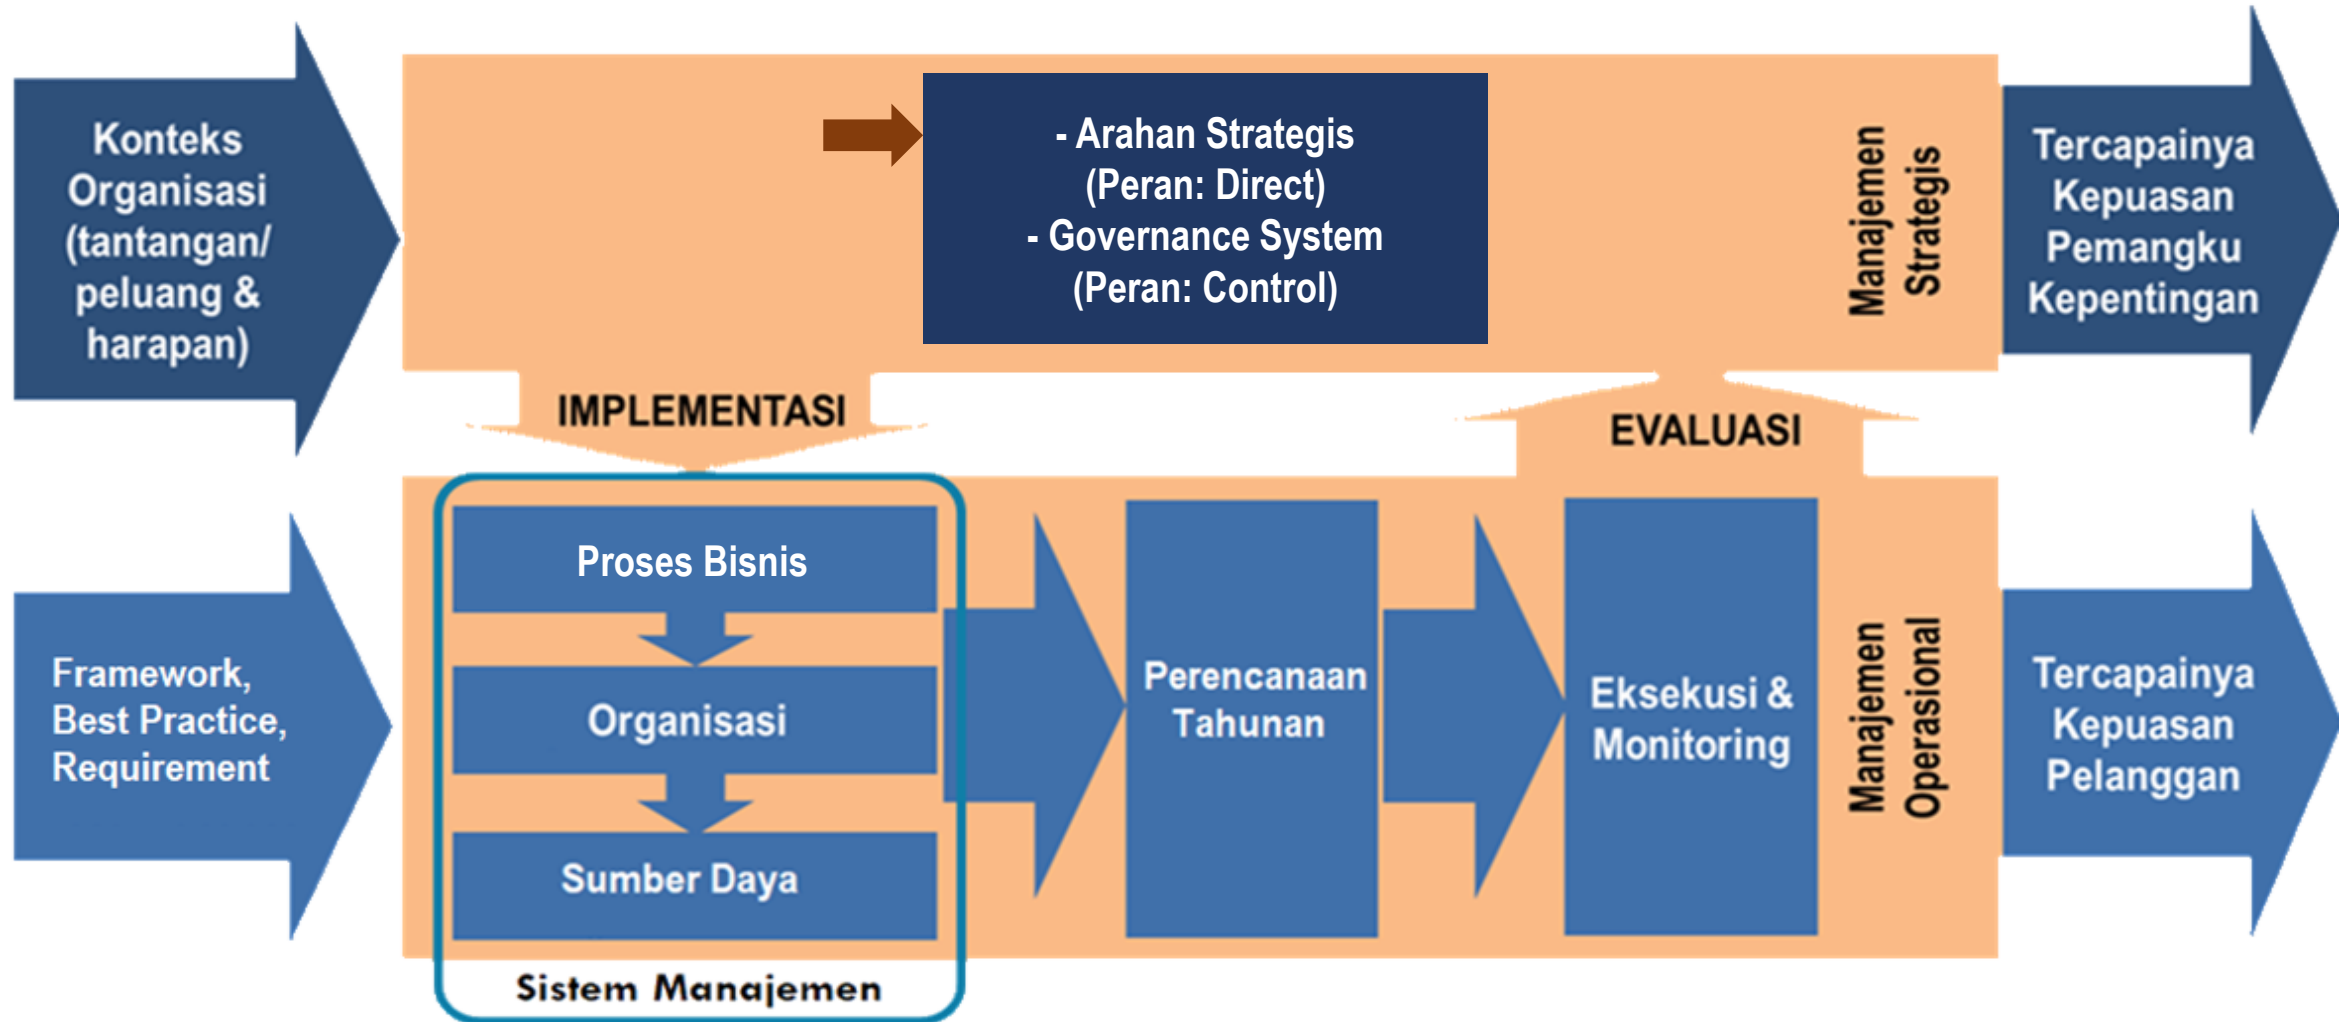 Konteks
Organisasi
(tantangan/
peluang &
harapan)
- Arahan Strategis
(Peran: Direct)
- Governance System
(Peran: Control)
Manajemen
Strategis
Tercapainya
Kepuasan
Pemangku
Kepentingan
IMPLEMENTASI
EVALUASI
Framework,
Best Practice,
Requirement
Proses Bisnis
Organisasi
Sumber Daya
Sistem Manajemen
Perencanaan
Tahunan
Eksekusi &
Monitoring
Manajemen
Operasional
Tercapainya
Kepuasan
Pelanggan